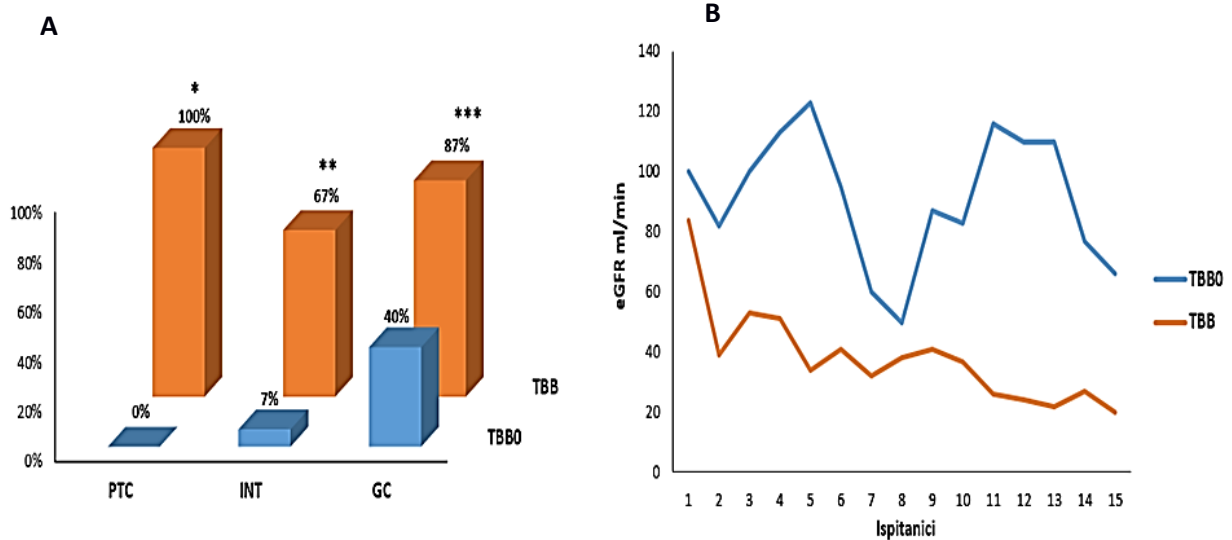 A
*
100%
***
87%
**
67%
100%
80%
60%
40%
20%
0%
40%
7%
0%
TBB
TBB0
PTC
INT
GC
B
140
120
100
80
60
40
20
0
eGFR ml/min
1 2 3 4 5 6 7 8 9 10 11 12 13 14 15
Ispitanici
TBB0
TBB